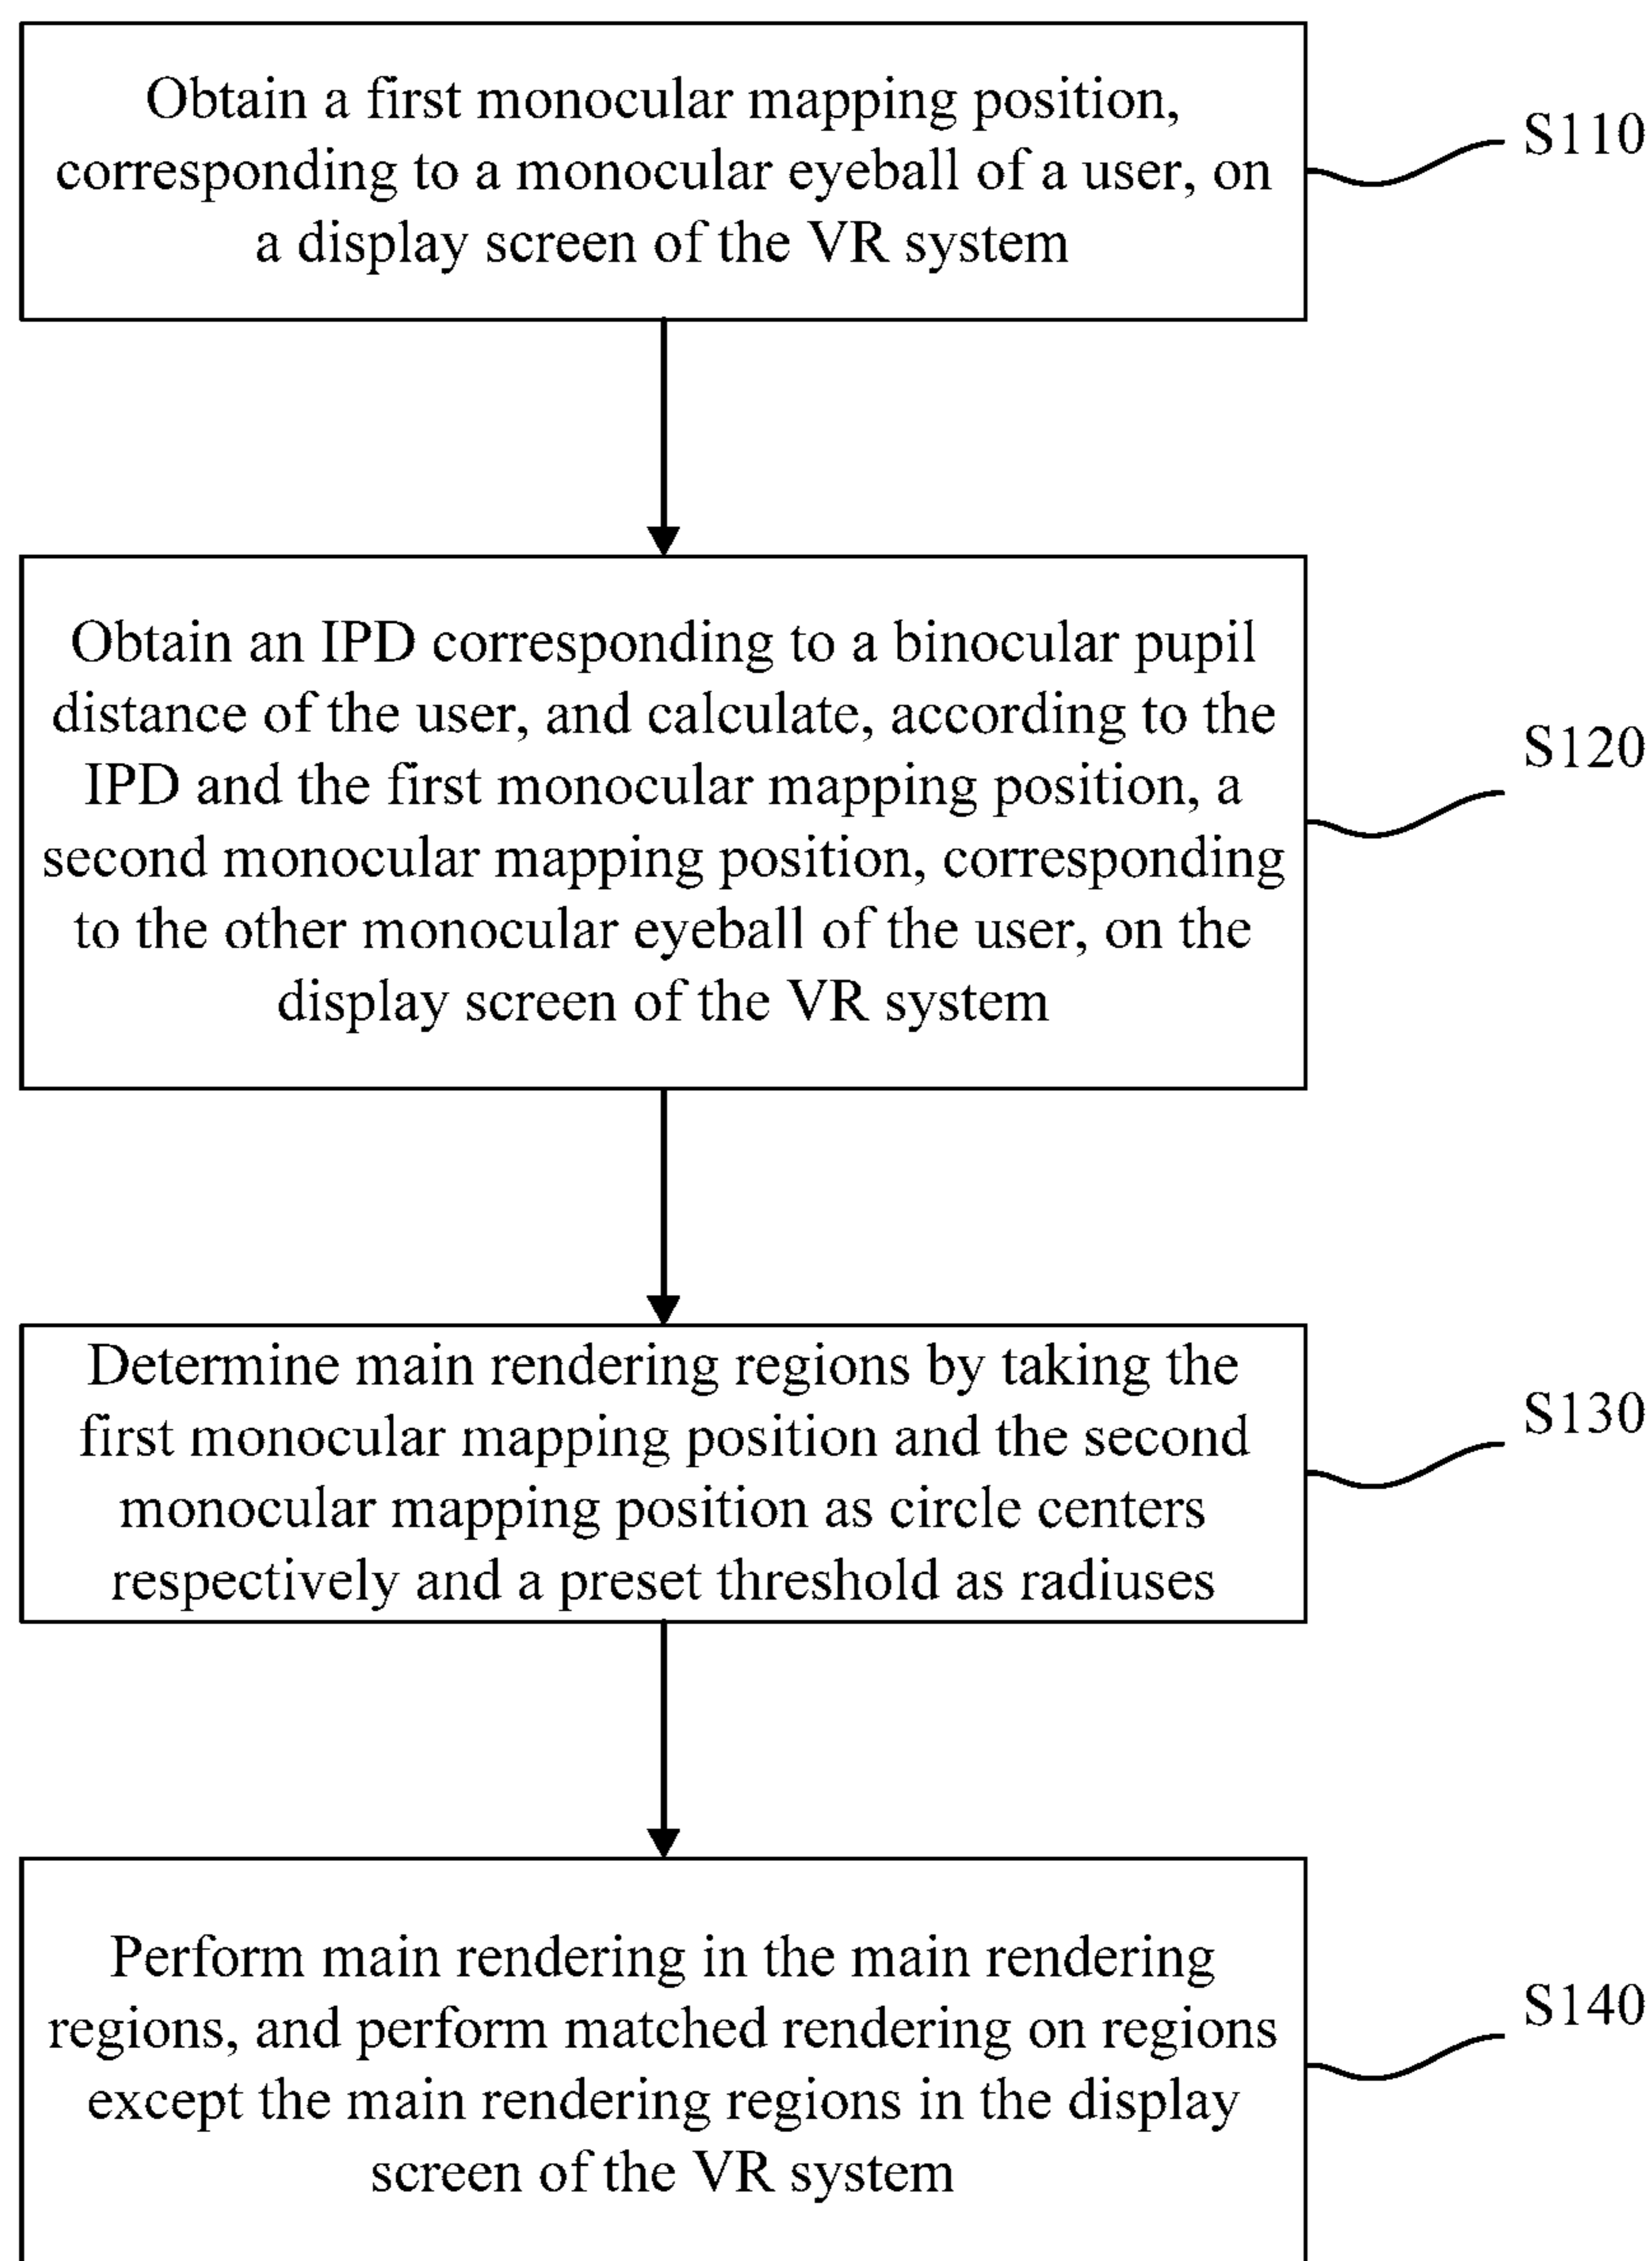 Obtain a first monocular mapping position,
corresponding to a monocular eyeball of a user, on
a display screen of the VR system
S110
Obtain an IPD corresponding to a binocular pupil
distance of the user, and calculate, according to the
IPD and the first monocular mapping position, a
second monocular mapping position, corresponding
to the other monocular eyeball of the user, on the
display screen of the VR system
S120
Determine main rendering regions by taking the
first monocular mapping position and the second
monocular mapping position as circle centers
respectively and a preset threshold as radiuses
S130
Perform main rendering in the main rendering
regions, and perform matched rendering on regions
except the main rendering regions in the display
screen of the VR system
S140